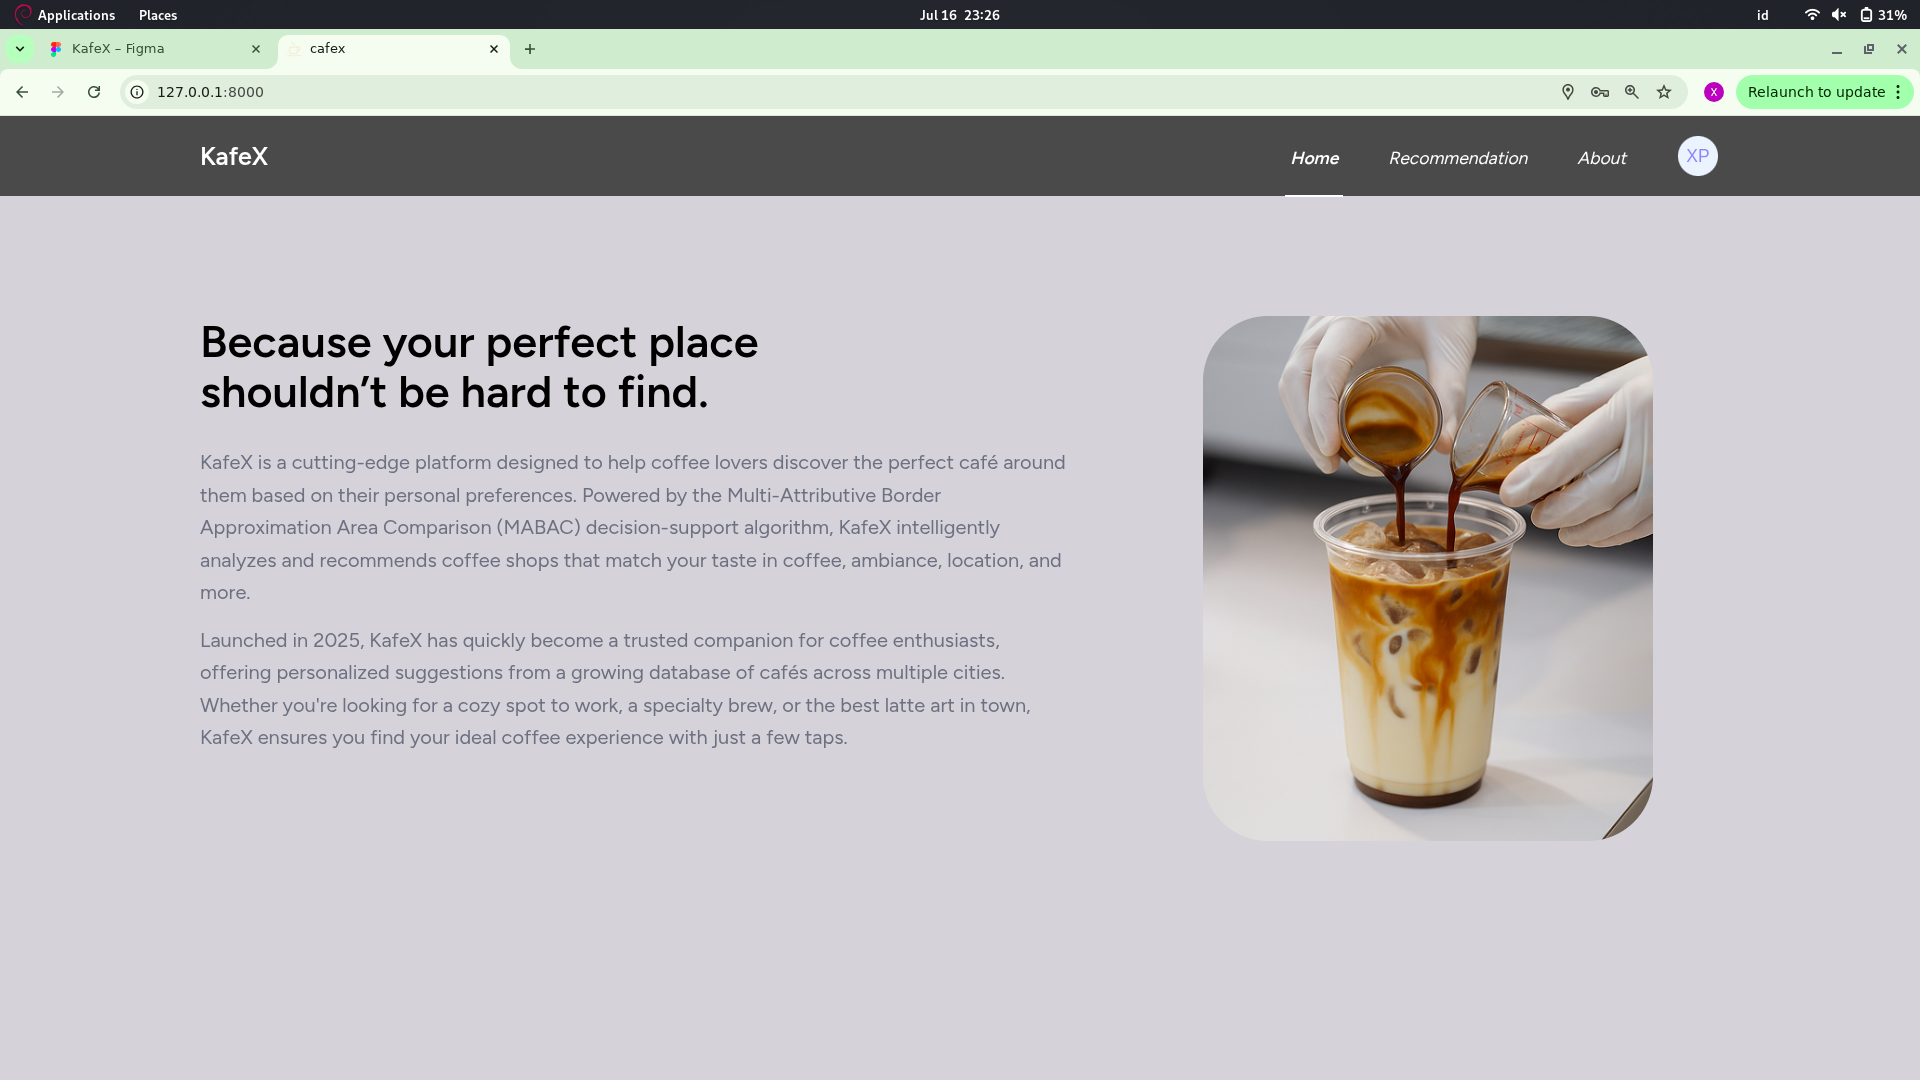 Applications Places Jul 16 23:26 id 31%
KafeX – Figma cafex
127.0.0.1:8000 X Relaunch to update
KafeX Home Recommendation About XP
Because your perfect place
shouldn’t be hard to find.
KafeX is a cutting-edge platform designed to help coffee lovers discover the perfect café around
them based on their personal preferences. Powered by the Multi-Attributive Border
Approximation Area Comparison (MABAC) decision-support algorithm, KafeX intelligently
analyzes and recommends coffee shops that match your taste in coffee, ambiance, location, and
more.
Launched in 2025, KafeX has quickly become a trusted companion for coffee enthusiasts,
offering personalized suggestions from a growing database of cafés across multiple cities.
Whether you're looking for a cozy spot to work, a specialty brew, or the best latte art in town,
KafeX ensures you find your ideal coffee experience with just a few taps.